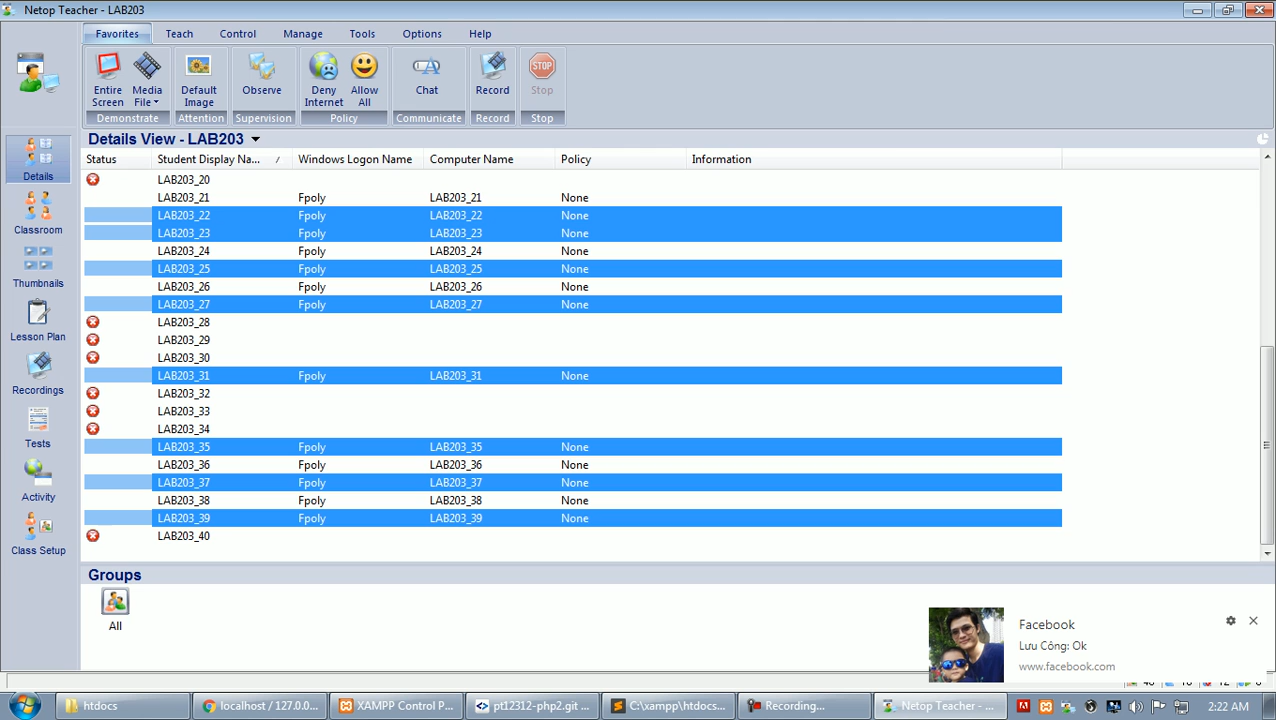 Netop Teacher - LAB203
Favorites Teach Control Manage Tools Options Help
Entire Screen Media File Default Image Observe Deny Internet Allow All Chat Record STOP Stop
Demonstrate Attention Supervision Policy Communicate Record Stop
Details View - LAB203
Status Student Display Na... Windows Logon Name Computer Name Policy Information
LAB203_20
LAB203_21 Fpoly LAB203_21 None
LAB203_22 Fpoly LAB203_22 None
LAB203_23 Fpoly LAB203_23 None
LAB203_24 Fpoly LAB203_24 None
LAB203_25 Fpoly LAB203_25 None
LAB203_26 Fpoly LAB203_26 None
LAB203_27 Fpoly LAB203_27 None
LAB203_28
LAB203_29
LAB203_30
LAB203_31 Fpoly LAB203_31 None
LAB203_32
LAB203_33
LAB203_34
LAB203_35 Fpoly LAB203_35 None
LAB203_36 Fpoly LAB203_36 None
LAB203_37 Fpoly LAB203_37 None
LAB203_38 Fpoly LAB203_38 None
LAB203_39 Fpoly LAB203_39 None
LAB203_40
Details
Classroom
Thumbnails
Lesson Plan
Recordings
Tests
Activity
Class Setup
Groups
All
Facebook
Lưu Công: Ok
www.facebook.com
htdocs localhost / 127.0.0... XAMPP Control P... pt12312-php2.git ... C:\xampp\htdocs... Recording... Netop Teacher - ... 2:22 AM